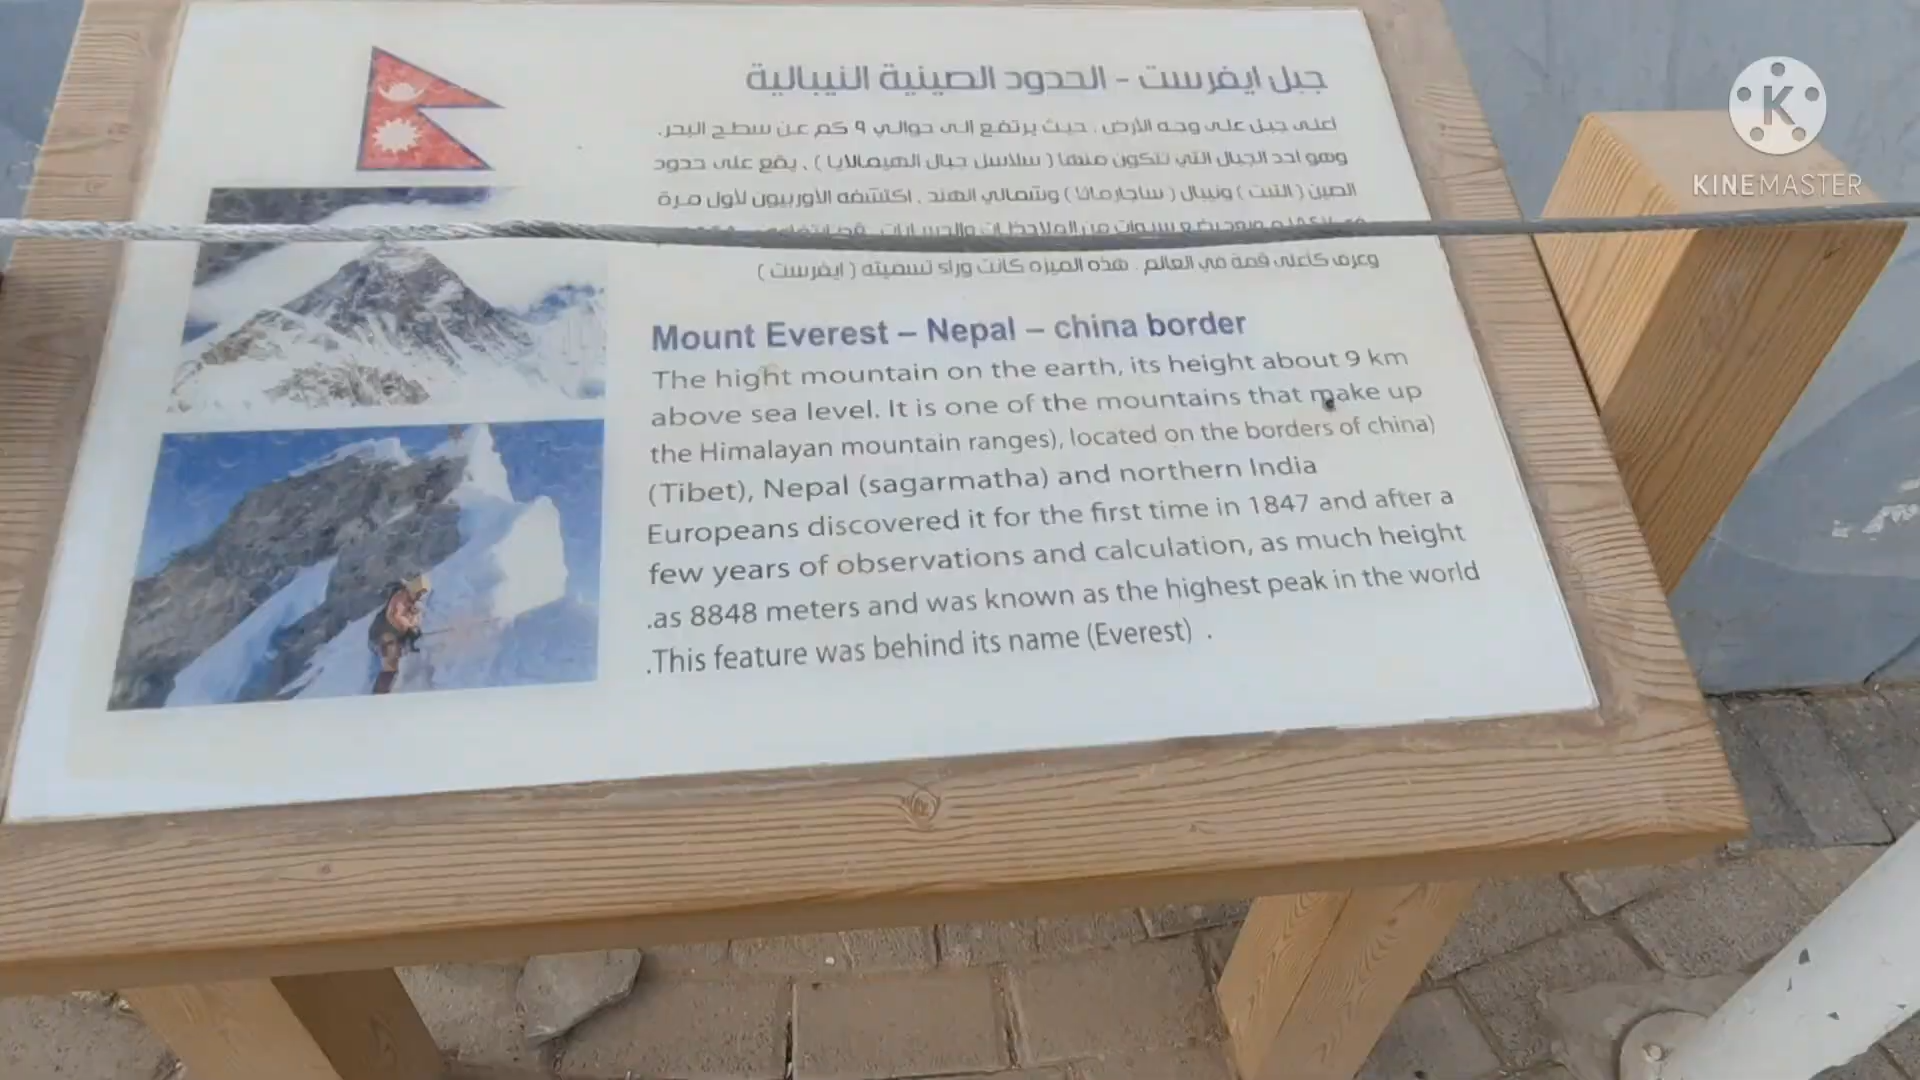 جبل ايفرست - الحدود الصينية النيبالية
اعلى جبل على وجه الأرض ، حيث يرتفع الى حوالي ٩ كم عن سطح البحر.
وهو احد الجبال التي تتكون منها ( سلاسل جبال الهيمالايا ) ، يقع على حدود
الصين ( التبت ) ونيبال ( ساجارماتا ) وشمالي الهند . اكتشفه الأوربيون لأول مرة
بضع سنوات من الملاحظات والحسابات
وعرف كأعلى قمة في العالم . هذه الميزه كانت وراء تسميته ( ايفرست )
Mount Everest – Nepal – china border
The hight mountain on the earth, its height about 9 km
above sea level. It is one of the mountains that make up
the Himalayan mountain ranges), located on the borders of china)
(Tibet), Nepal (sagarmatha) and northern India
Europeans discovered it for the first time in 1847 and after a
few years of observations and calculation, as much height
.as 8848 meters and was known as the highest peak in the world
.This feature was behind its name (Everest) .
K
KINEMASTER